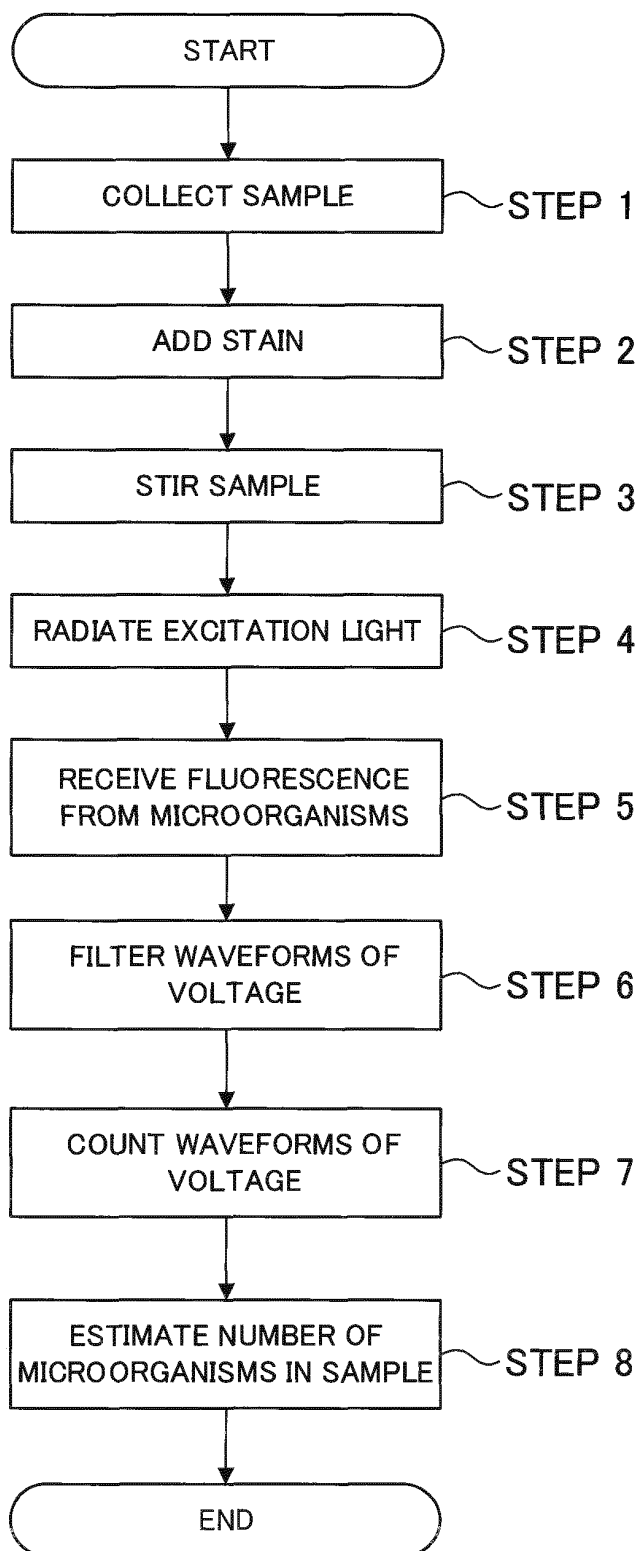 START
COLLECT SAMPLE
STEP 1
ADD STAIN
STEP 2
STIR SAMPLE
STEP 3
RADIATE EXCITATION LIGHT
STEP 4
RECEIVE FLUORESCENCE
FROM MICROORGANISMS
STEP 5
FILTER WAVEFORMS OF
VOLTAGE
STEP 6
COUNT WAVEFORMS OF
VOLTAGE
STEP 7
ESTIMATE NUMBER OF
MICROORGANISMS IN SAMPLE
STEP 8
END